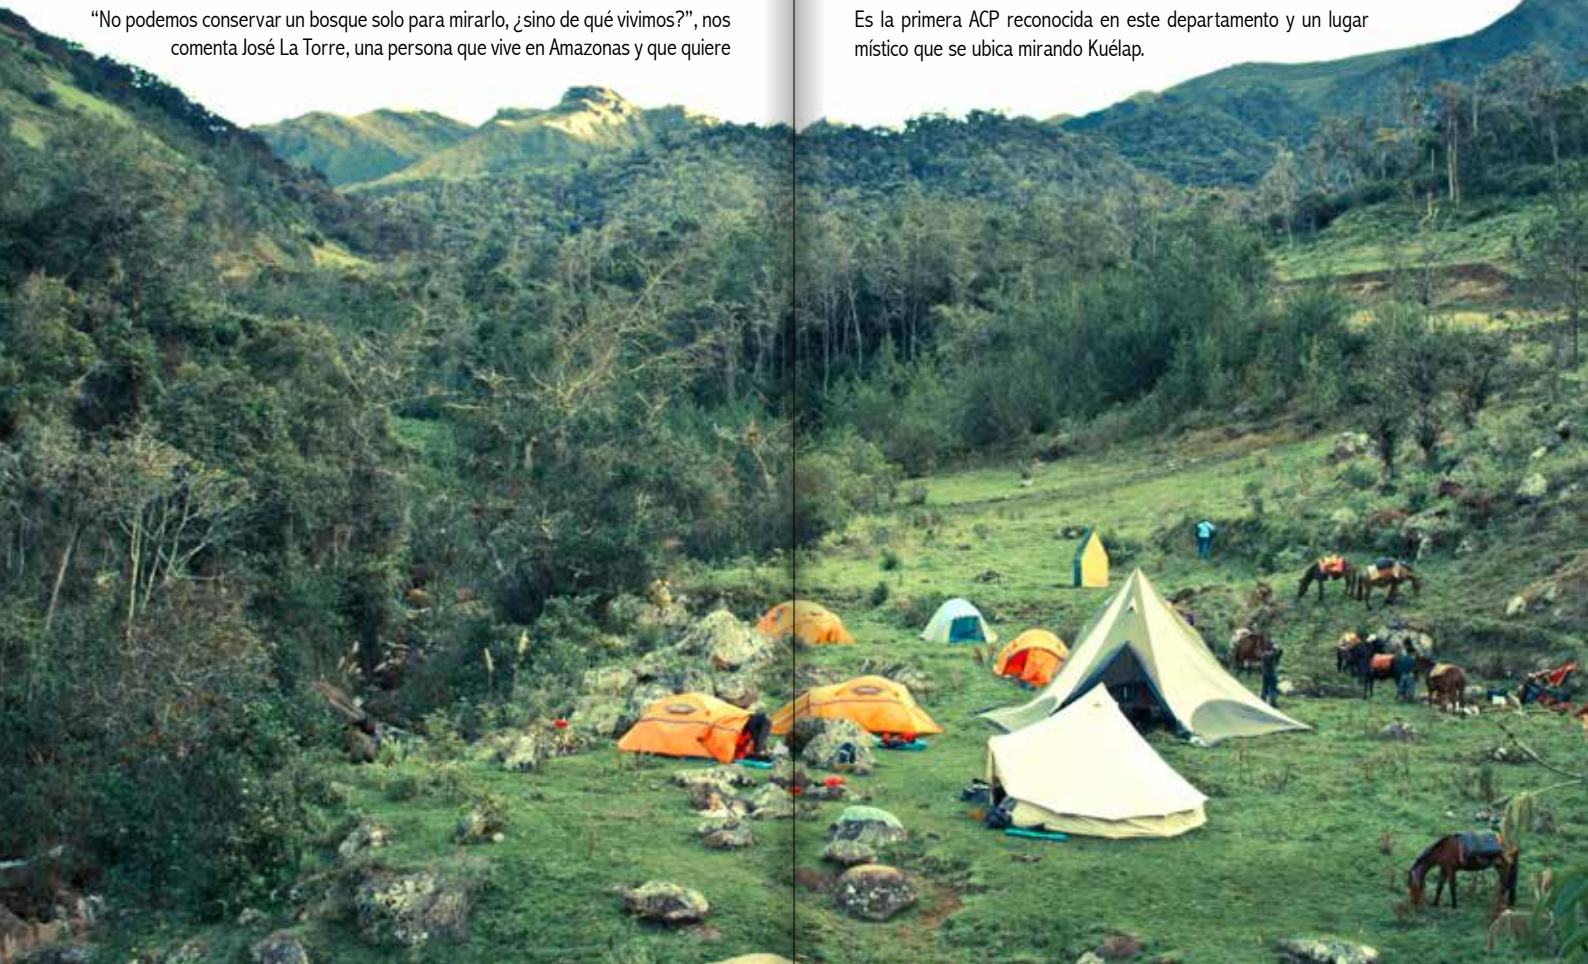 “No podemos conservar un bosque solo para mirarlo, ¿sino de qué vivimos?”, nos
comenta José La Torre, una persona que vive en Amazonas y que quiere
Es la primera ACP reconocida en este departamento y un lugar
místico que se ubica mirando Kuélap.